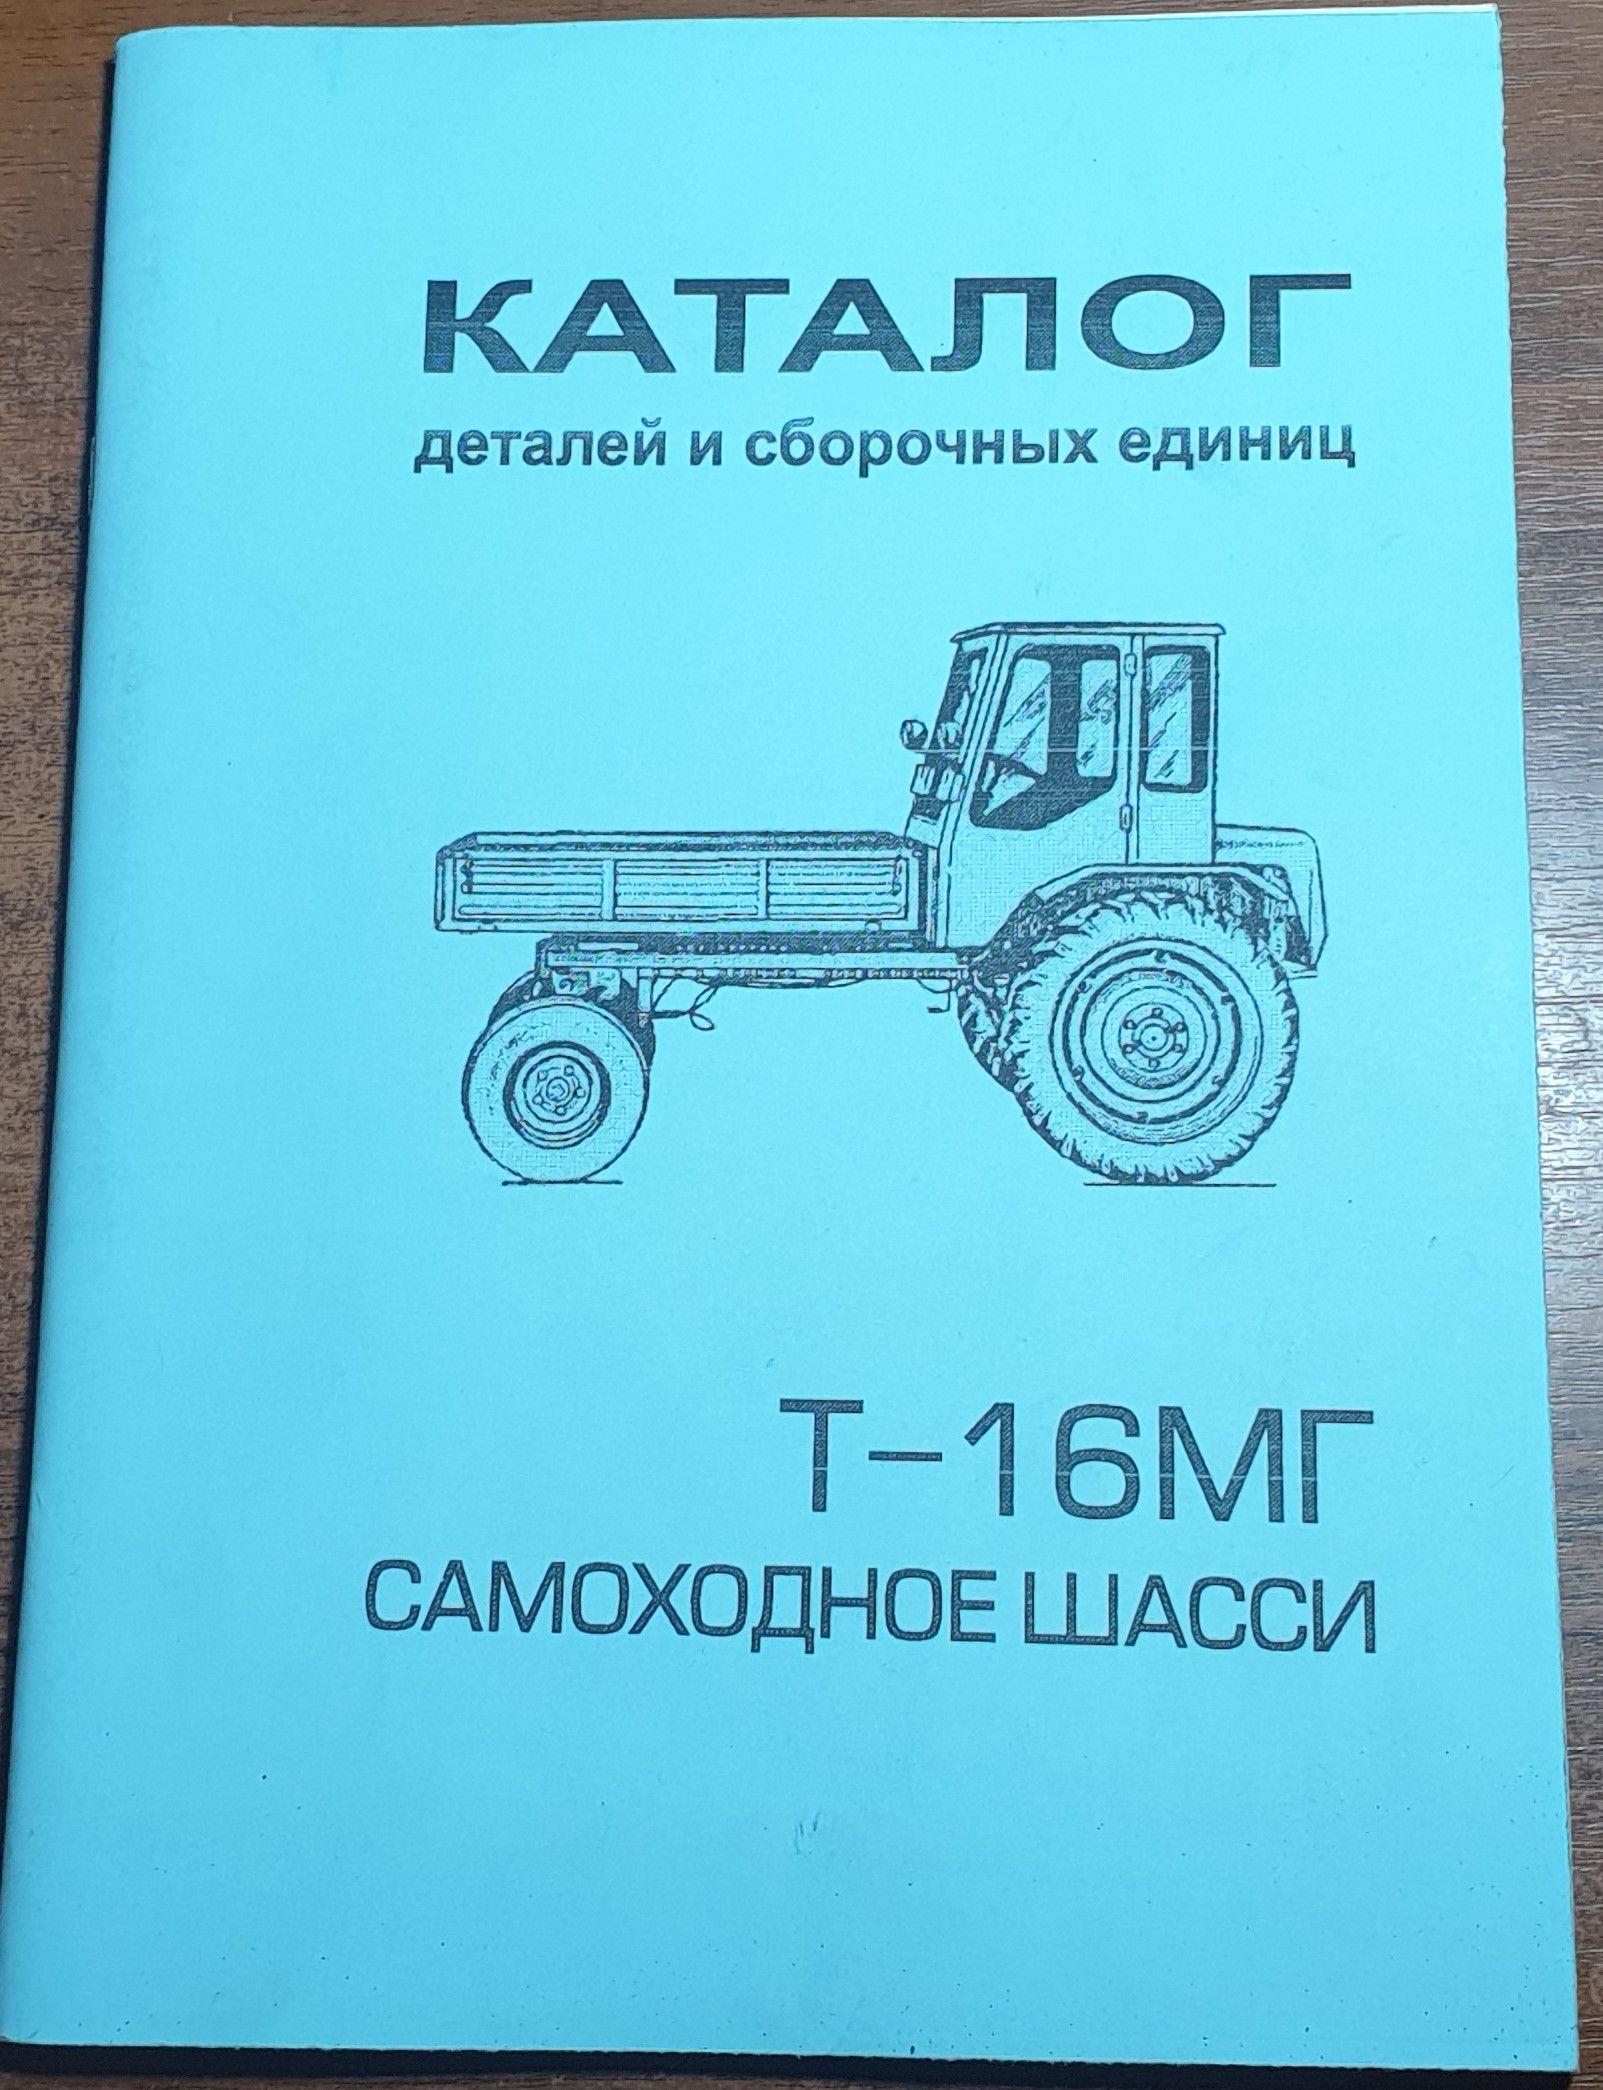 КАТАЛОГ
деталей и сборочных единиц
Т-16МГ
САМОХОДНОЕ ШАССИ